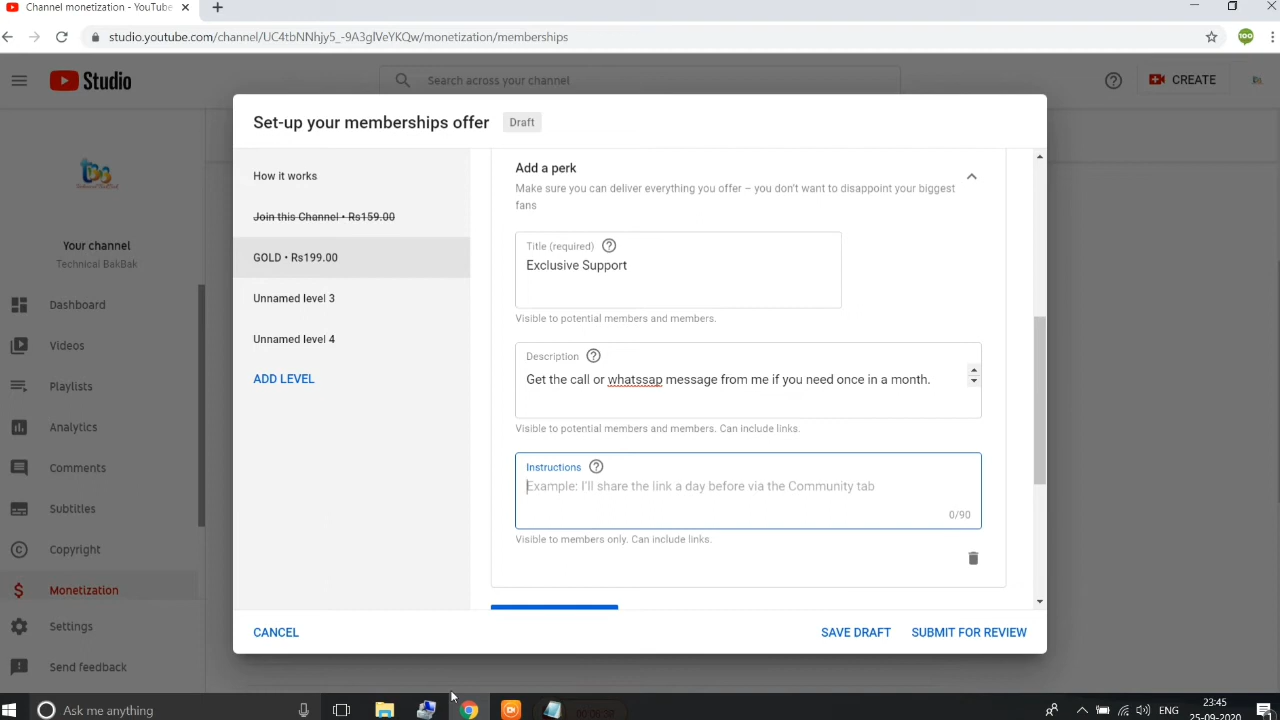 Channel monetization - YouTube
studio.youtube.com/channel/UC4tbNNhjy5_-9A3gIVeYKQw/monetization/memberships
100
Studio
Search across your channel
CREATE
Set-up your memberships offer
Draft
How it works
Join this Channel • Rs159.00
GOLD • Rs199.00
Unnamed level 3
Unnamed level 4
ADD LEVEL
Your channel
Technical BakBak
Dashboard
Videos
Playlists
Analytics
Comments
Subtitles
Copyright
Monetization
Settings
Send feedback
Add a perk
Make sure you can deliver everything you offer – you don't want to disappoint your biggest
fans
Title (required)
Exclusive Support
Visible to potential members and members.
Description
Get the call or whatssap message from me if you need once in a month.
Visible to potential members and members. Can include links.
Instructions
Example: I'll share the link a day before via the Community tab
0/90
Visible to members only. Can include links.
CANCEL
SAVE DRAFT
SUBMIT FOR REVIEW
Ask me anything
ENG
23:45
25-09-2020